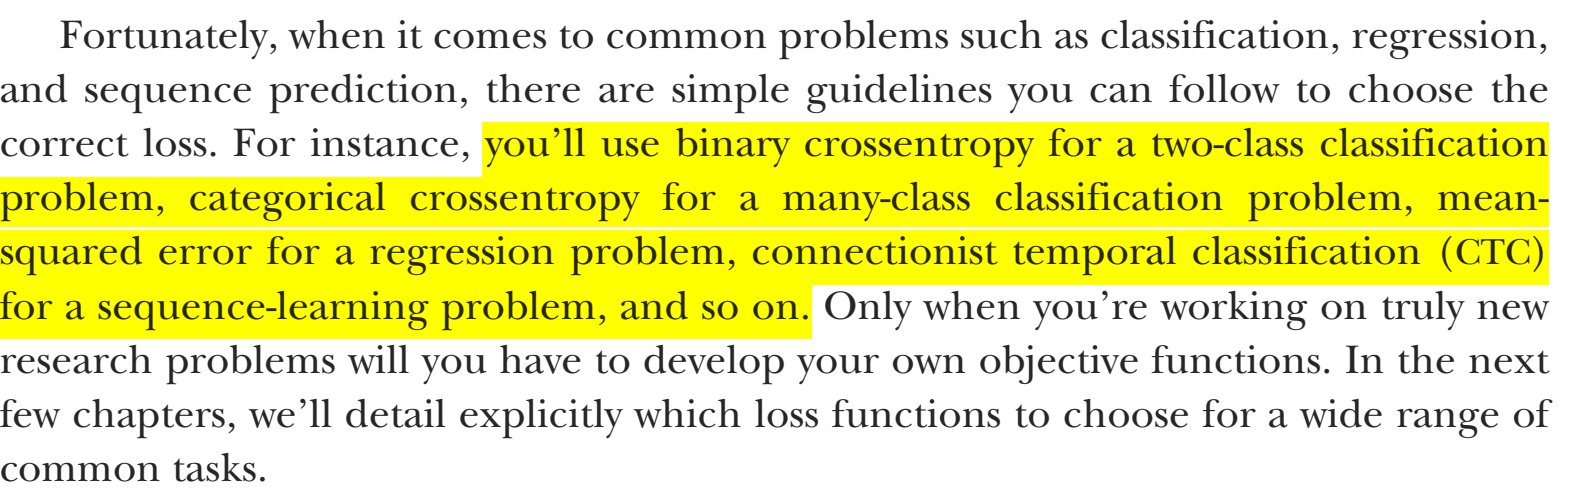 Fortunately, when it comes to common problems such as classification, regression,
and sequence prediction, there are simple guidelines you can follow to choose the
correct loss. For instance, you’ll use binary crossentropy for a two-class classification
problem, categorical crossentropy for a many-class classification problem, mean-
squared error for a regression problem, connectionist temporal classification (CTC)
for a sequence-learning problem, and so on. Only when you’re working on truly new
research problems will you have to develop your own objective functions. In the next
few chapters, we’ll detail explicitly which loss functions to choose for a wide range of
common tasks.